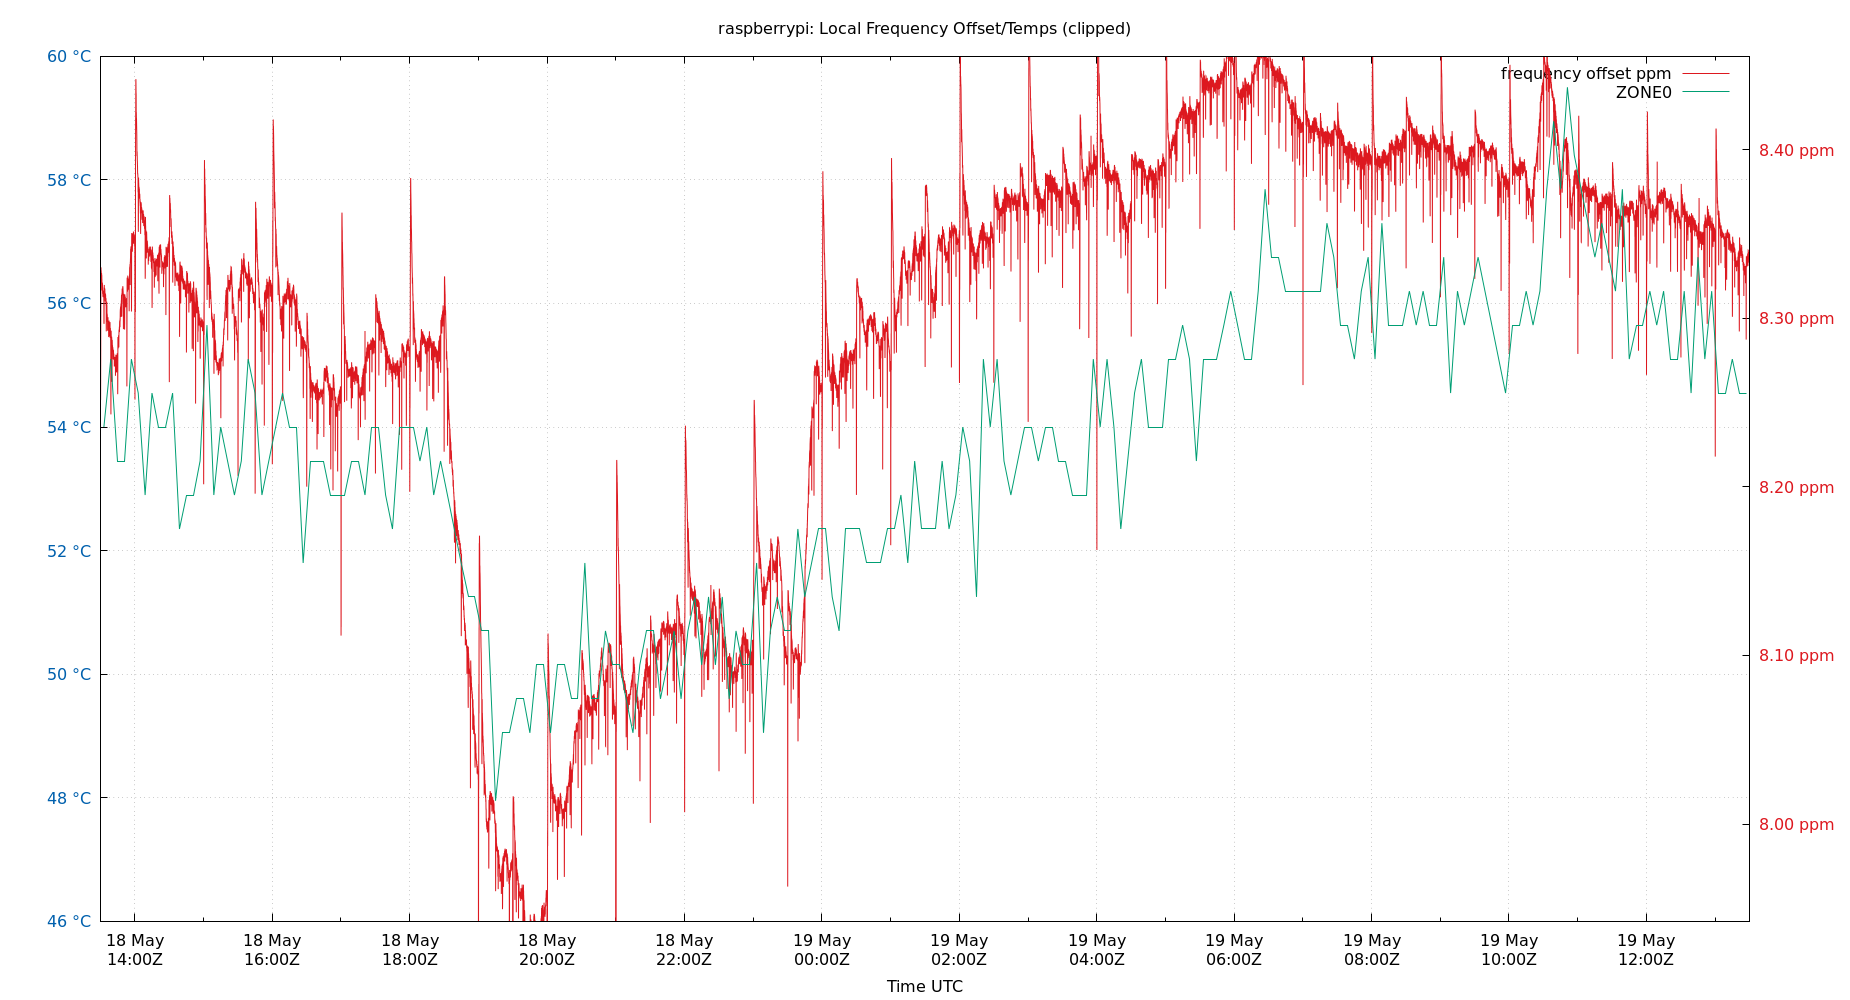 raspberrypi: Local Frequency Offset/Temps (clipped)
60 °C
58 °C
56 °C
54 °C
52 °C
50 °C
48 °C
46 °C
frequency offset ppm
ZONE0
8.40 ppm
8.30 ppm
8.20 ppm
8.10 ppm
8.00 ppm
18 May 18 May 18 May 18 May 18 May 19 May 19 May 19 May 19 May 19 May 19 May 19 May
14:00Z 16:00Z 18:00Z 20:00Z 22:00Z 00:00Z 02:00Z 04:00Z 06:00Z 08:00Z 10:00Z 12:00Z
Time UTC